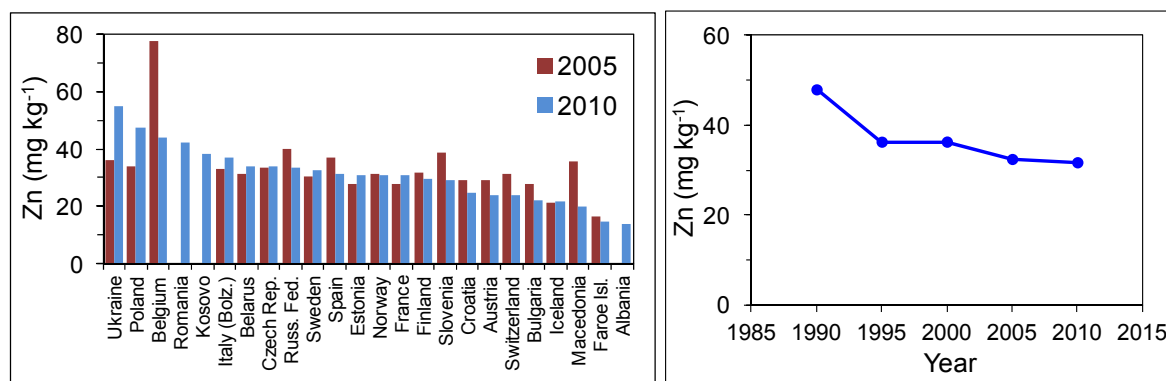 Zn (mg kg⁻¹)
80
60
40
20
0
2005
2010
Ukraine
Poland
Belgium
Romania
Kosovo
Italy (Bolz.)
Belarus
Czech Rep.
Russ. Fed.
Sweden
Spain
Estonia
Norway
France
Finland
Slovenia
Croatia
Austria
Switzerland
Bulgaria
Iceland
Macedonia
Faroe Isl.
Albania
Zn (mg kg⁻¹)
60
40
20
0
1985 1990 1995 2000 2005 2010 2015
Year